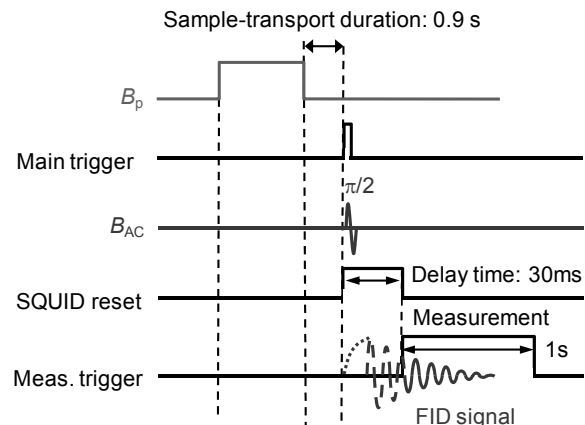 Sample-transport duration: 0.9 s
Bp
Main trigger
π/2
BAC
Delay time: 30ms
SQUID reset
Measurement
1s
Meas. trigger
FID signal